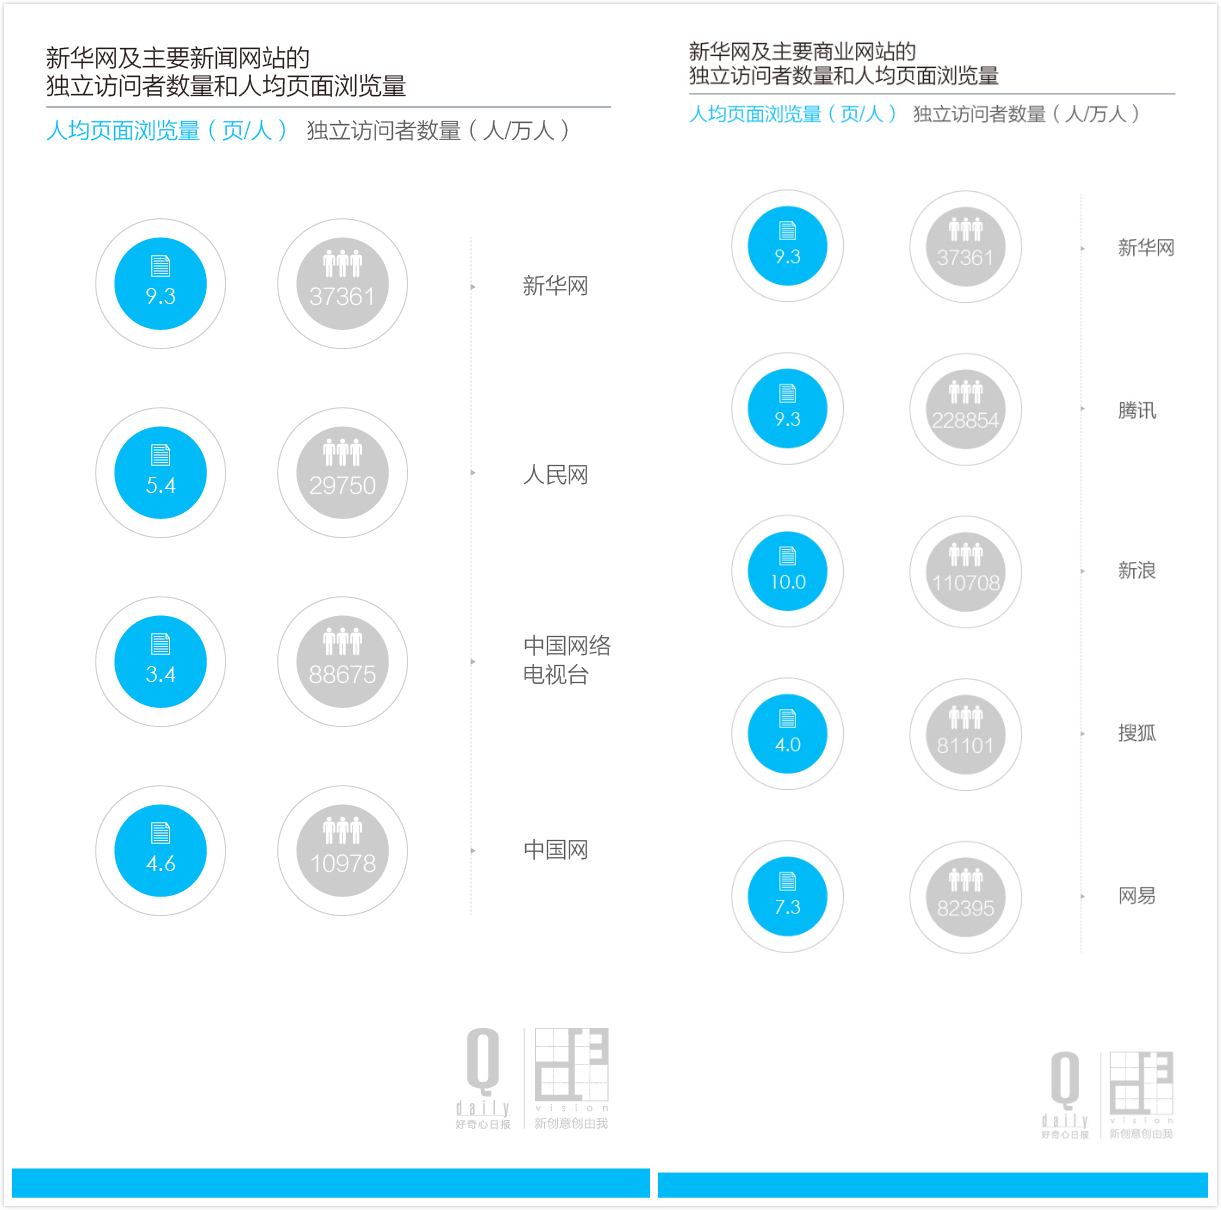 新华网及主要新闻网站的
独立访问者数量和人均页面浏览量
人均页面浏览量（页/人） 独立访问者数量（人/万人）
9.3 37361 新华网
5.4 29750 人民网
3.4 88675 中国网络
电视台
4.6 10978 中国网
Q
daily
好奇心日报
vision
新创意创由我
新华网及主要商业网站的
独立访问者数量和人均页面浏览量
人均页面浏览量（页/人） 独立访问者数量（人/万人）
9.3 37361 新华网
9.3 228854 腾讯
10.0 110708 新浪
4.0 81101 搜狐
7.3 82395 网易
Q
daily
好奇心日报
vision
新创意创由我